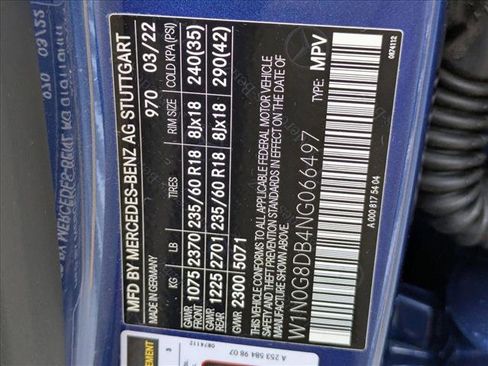 MFD BY MERCEDES-BENZ AG STUTTGART
MADE IN GERMANY 970 03/22
KG LB TIRES RIM SIZE COLD KPA (PSI)
GAWR FRONT 1075 2370 235/60 R18 8Jx18 240(35)
GAWR REAR 1225 2701 235/60 R18 8Jx18 290(42)
GVWR 2300/5071
THIS VEHICLE CONFORMS TO ALL APPLICABLE FEDERAL MOTOR VEHICLE
SAFETY AND THEFT PREVENTION STANDARDS IN EFFECT ON THE DATE OF
MANUFACTURE SHOWN ABOVE.
W1N0G8DB4NG066497 TYPE: MPV
A 000 817 54 04 0874112
A 253 584 98 07
0874112